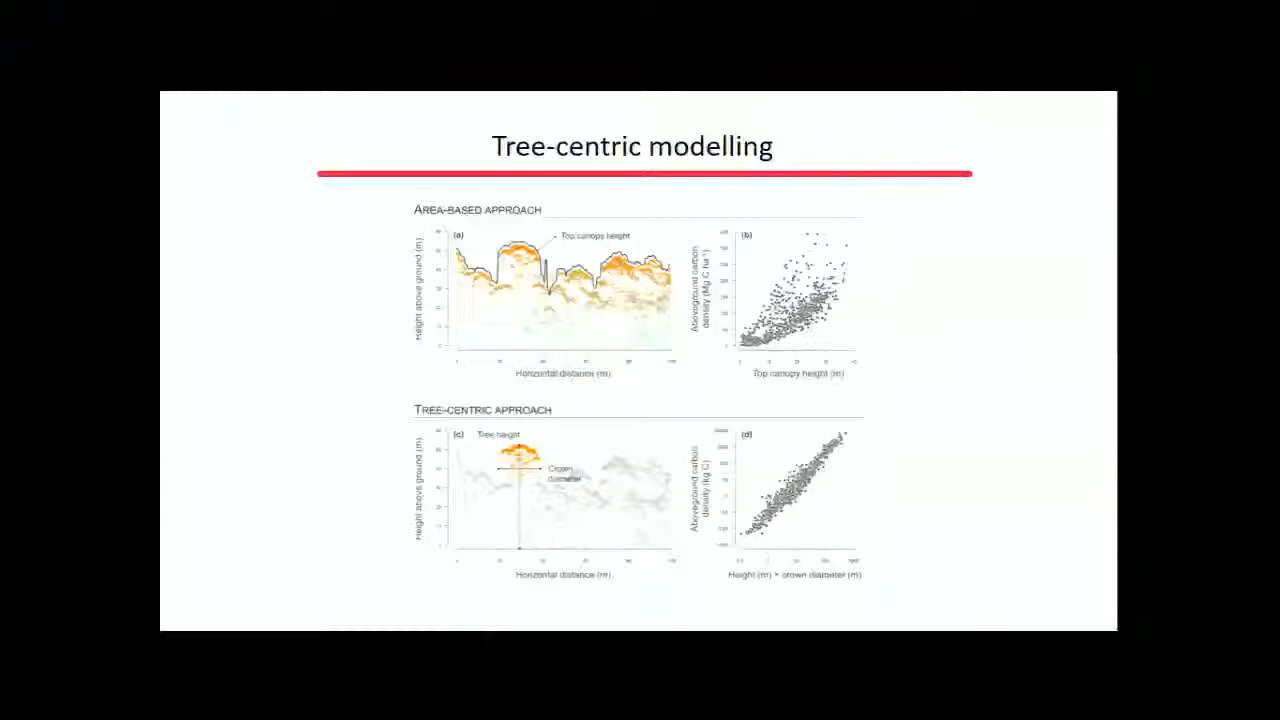 Tree-centric modelling
AREA-BASED APPROACH
(a)
Top canopy height
Height above ground (m)
Horizontal distance (m)
(b)
Aboveground carbon
density (Mg C ha⁻¹)
Top canopy height (m)
TREE-CENTRIC APPROACH
(c)
Tree height
Crown
diameter
Height above ground (m)
Horizontal distance (m)
(d)
Aboveground carbon
density (kg C)
Height (m) * crown diameter (m)